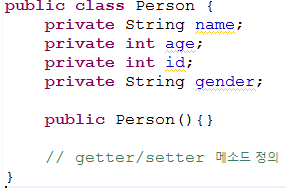 public class Person {
private String name;
private int age;
private int id;
private String gender;
public Person(){}
// getter/setter 메소드 정의
}